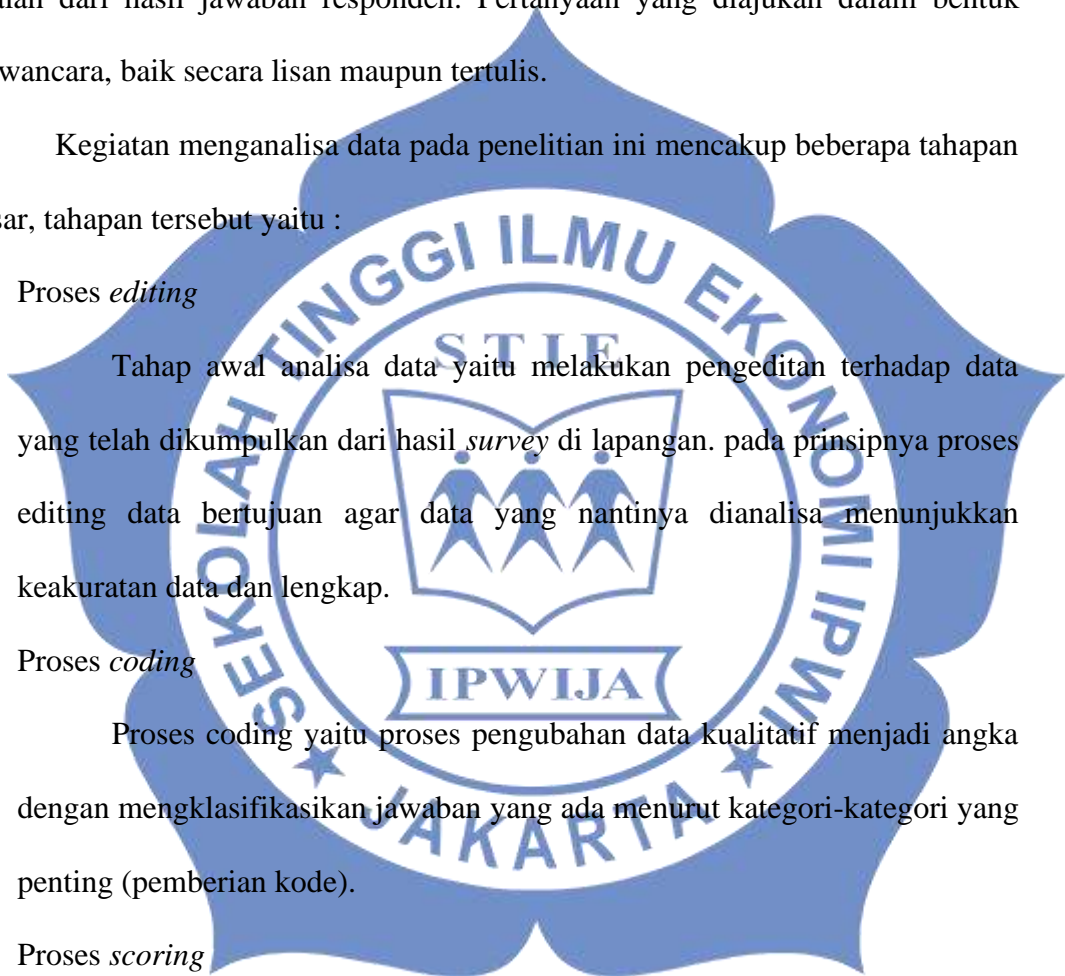 dari hasil jawaban responden. Pertanyaan yang diajukan dalam bentuk
wancara, baik secara lisan maupun tertulis.
Kegiatan menganalisa data pada penelitian ini mencakup beberapa tahapan
sar, tahapan tersebut yaitu :
Proses editing
Tahap awal analisa data yaitu melakukan pengeditan terhadap data
yang telah dikumpulkan dari hasil survey di lapangan. pada prinsipnya proses
editing data bertujuan agar data yang nantinya dianalisa menunjukkan
keakuratan data dan lengkap.
Proses coding
Proses coding yaitu proses pengubahan data kualitatif menjadi angka
dengan mengklasifikasikan jawaban yang ada menurut kategori-kategori yang
penting (pemberian kode).
Proses scoring
SEKOLAH TINGGI ILMU EKONOMI IPWI
STIE
IPWIJA
★ JAKARTA ★